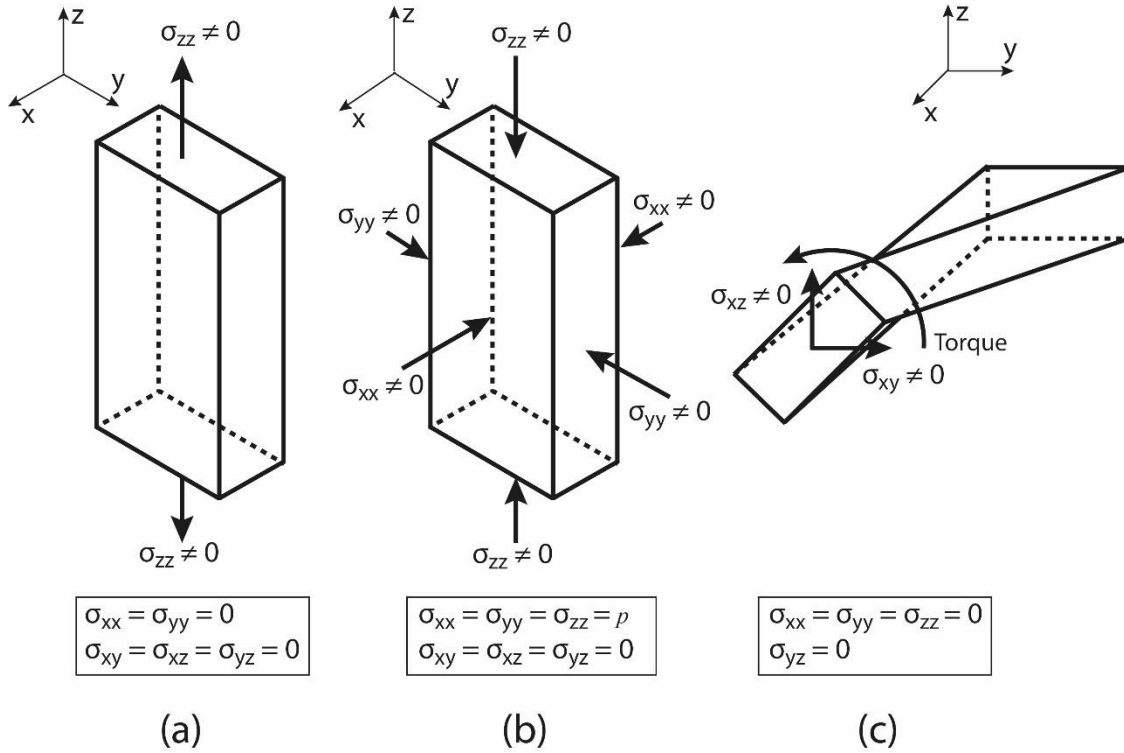 z
y
x
σzz ≠ 0
σzz ≠ 0
σxx = σyy = 0
σxy = σxz = σyz = 0
(a)
z
y
x
σzz ≠ 0
σyy ≠ 0
σxx ≠ 0
σxx ≠ 0
σyy ≠ 0
σzz ≠ 0
σxx = σyy = σzz = p
σxy = σxz = σyz = 0
(b)
z
y
x
σxz ≠ 0
Torque
σxy ≠ 0
σxx = σyy = σzz = 0
σyz = 0
(c)